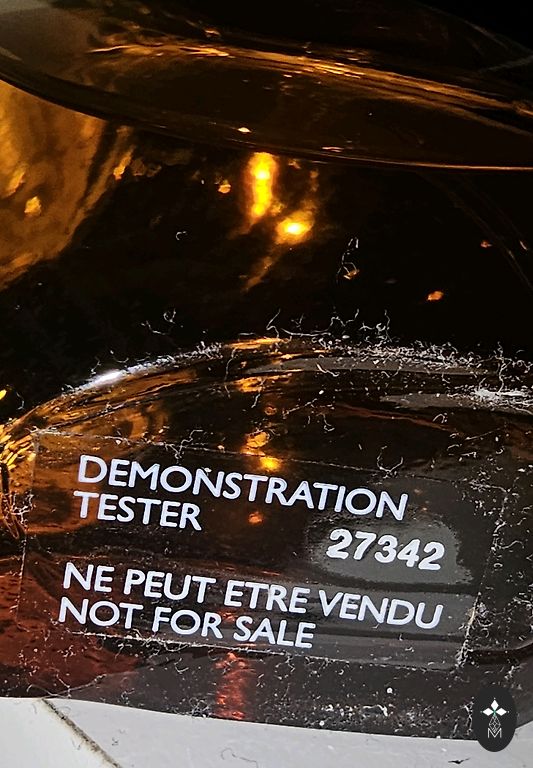 DEMONSTRATION
TESTER
27342
NE PEUT ETRE VENDU
NOT FOR SALE
M